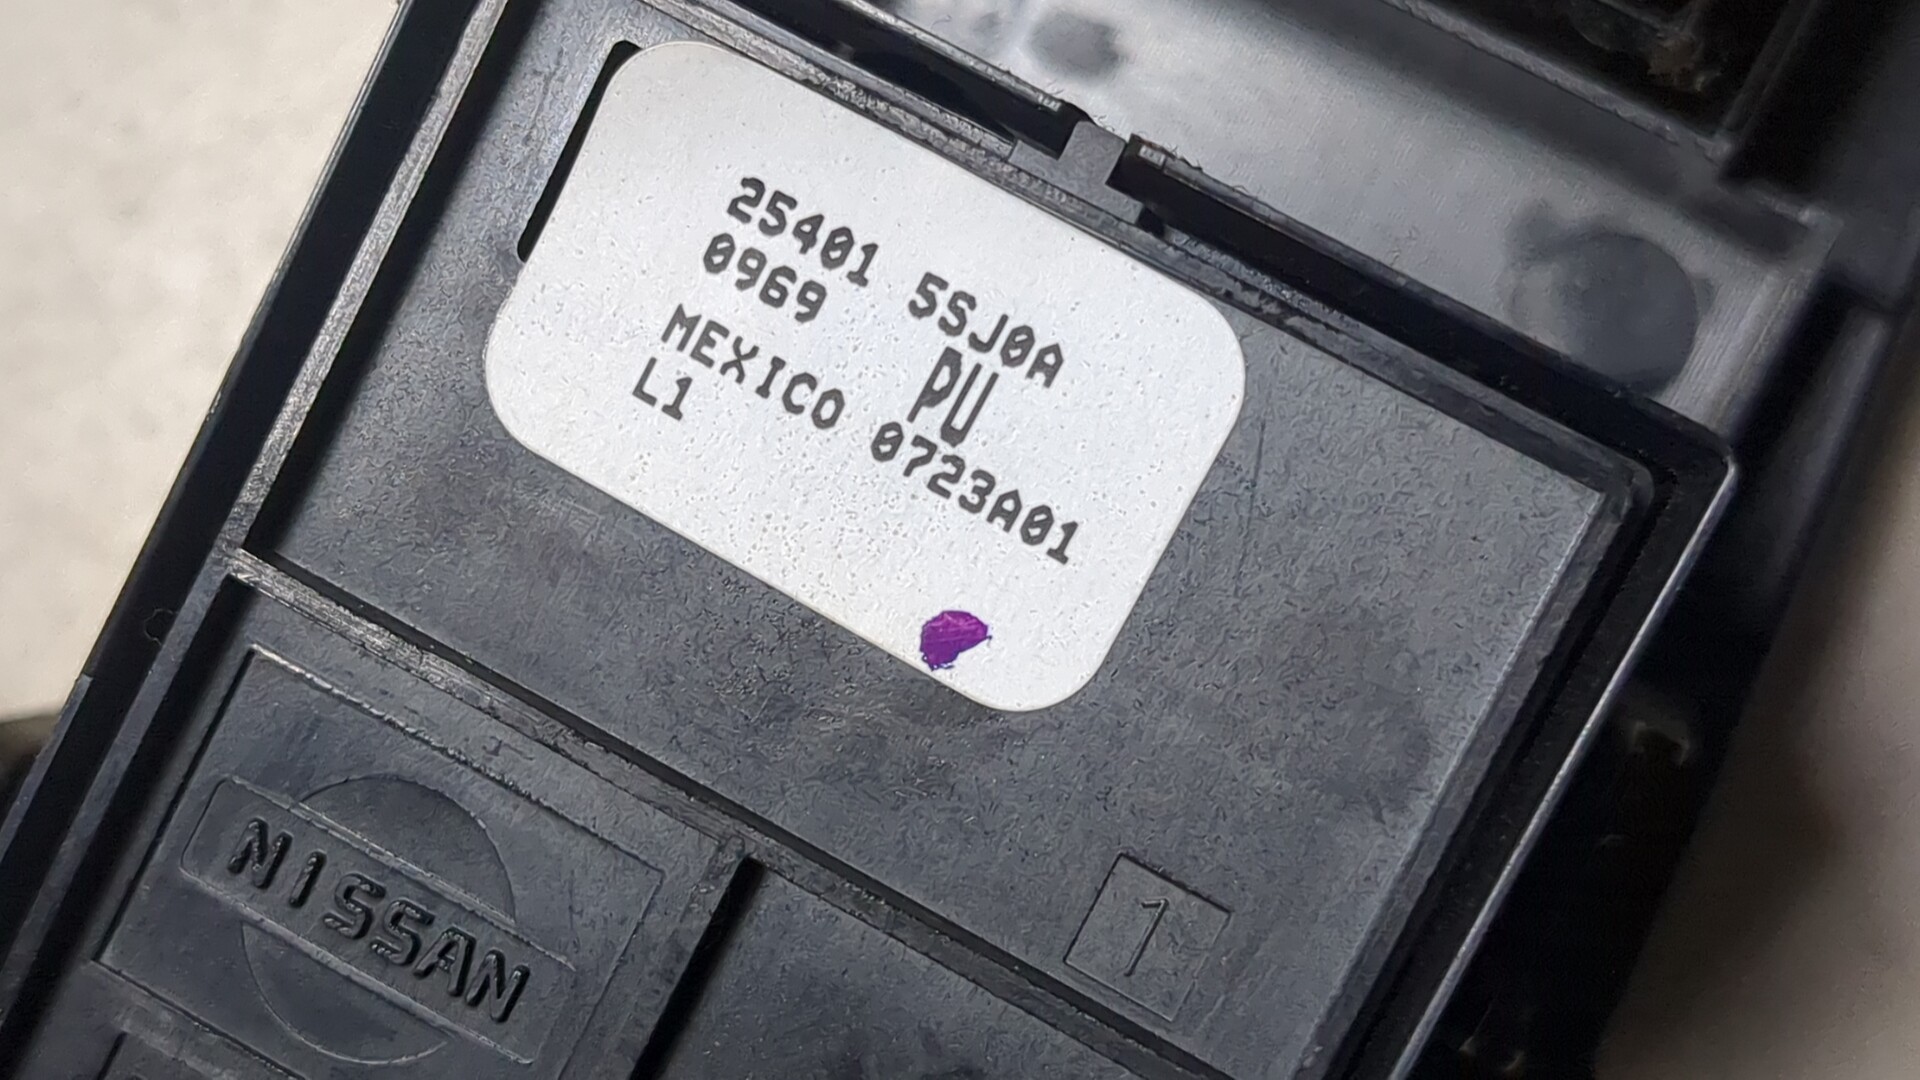 25401 5SJ0A
0969 PU
MEXICO 0723A01
L1
NISSAN
1